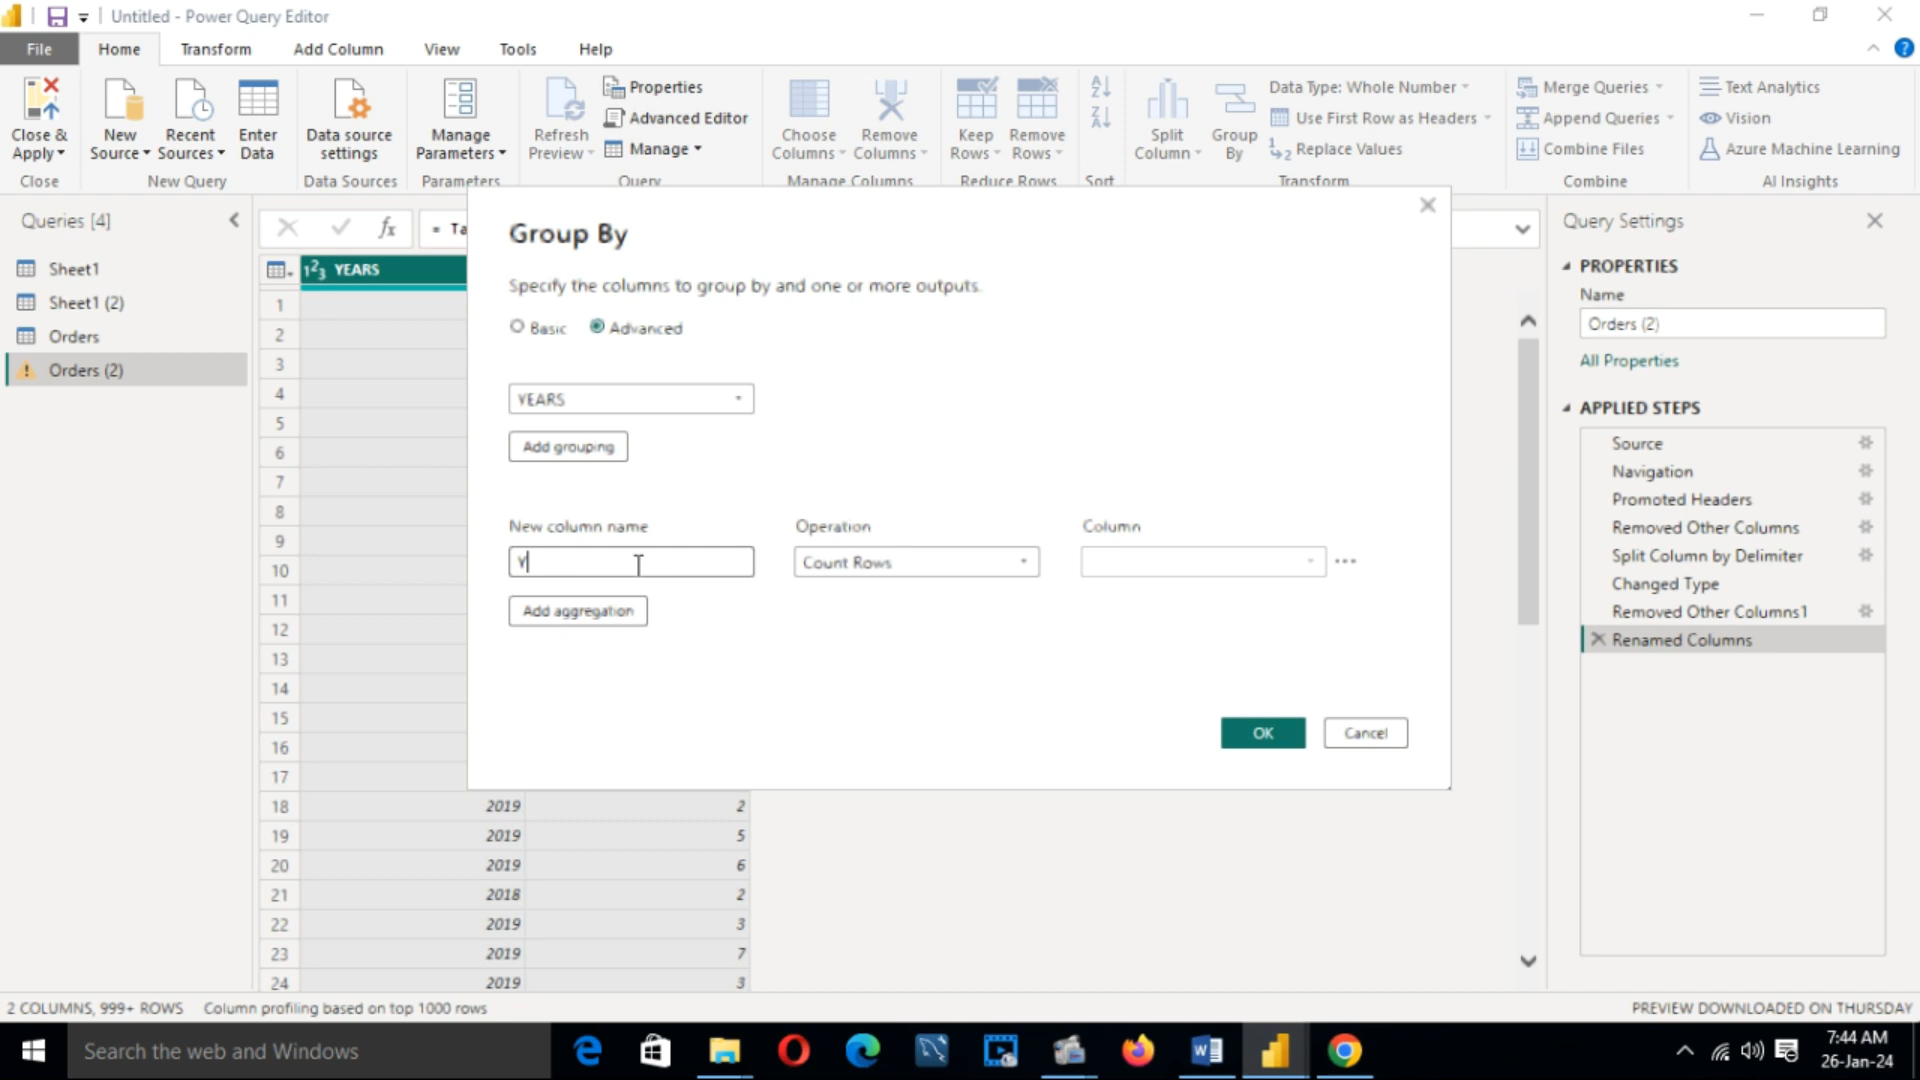 Untitled - Power Query Editor
File
Home
Transform
Add Column
View
Tools
Help
Close & Apply
New Source
Recent Sources
Enter Data
Data source settings
Manage Parameters
Refresh Preview
Properties
Advanced Editor
Manage
Choose Columns
Remove Columns
Keep Rows
Remove Rows
Split Column
Group By
Data Type: Whole Number
Use First Row as Headers
Replace Values
Merge Queries
Append Queries
Combine Files
Text Analytics
Vision
Azure Machine Learning
Close
New Query
Data Sources
Parameters
Query
Manage Columns
Reduce Rows
Sort
Transform
Combine
AI Insights
Queries [4]
Sheet1
Sheet1 (2)
Orders
Orders (2)
fx
= Ta
1²3 YEARS
1
2
3
4
5
6
7
8
9
10
11
12
13
14
15
16
17
18 2019 2
19 2019 5
20 2019 6
21 2018 2
22 2019 3
23 2019 7
24 2019 3
Group By
Specify the columns to group by and one or more outputs.
Basic
Advanced
YEARS
Add grouping
New column name
Operation
Column
Y
Count Rows
Add aggregation
OK
Cancel
Query Settings
PROPERTIES
Name
Orders (2)
All Properties
APPLIED STEPS
Source
Navigation
Promoted Headers
Removed Other Columns
Split Column by Delimiter
Changed Type
Removed Other Columns1
Renamed Columns
2 COLUMNS, 999+ ROWS
Column profiling based on top 1000 rows
PREVIEW DOWNLOADED ON THURSDAY
Search the web and Windows
7:44 AM
26-Jan-24